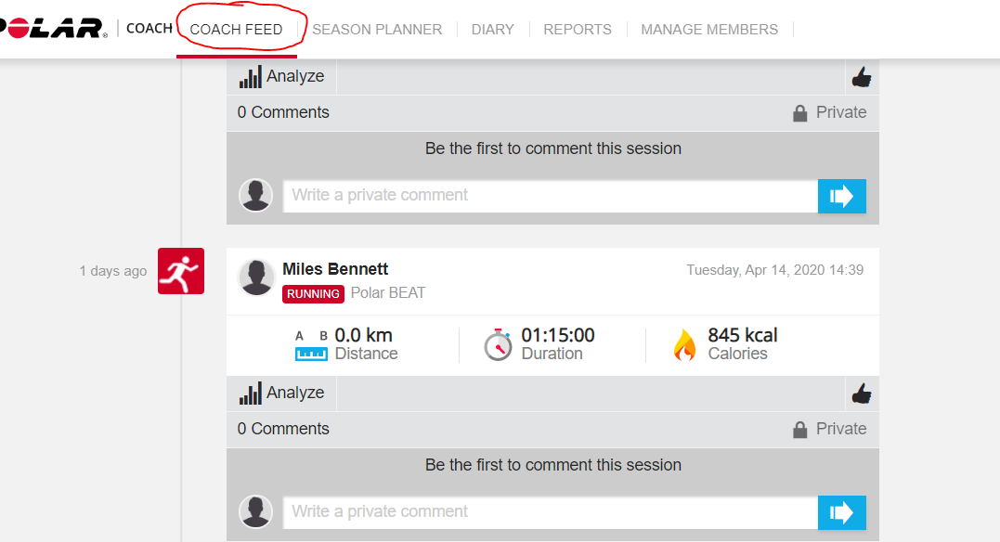 POLAR® COACH COACH FEED SEASON PLANNER DIARY REPORTS MANAGE MEMBERS
Analyze
0 Comments Private
Be the first to comment this session
Write a private comment
1 days ago
Miles Bennett Tuesday, Apr 14, 2020 14:39
RUNNING Polar BEAT
A B 0.0 km 01:15:00 845 kcal
Distance Duration Calories
Analyze
0 Comments Private
Be the first to comment this session
Write a private comment